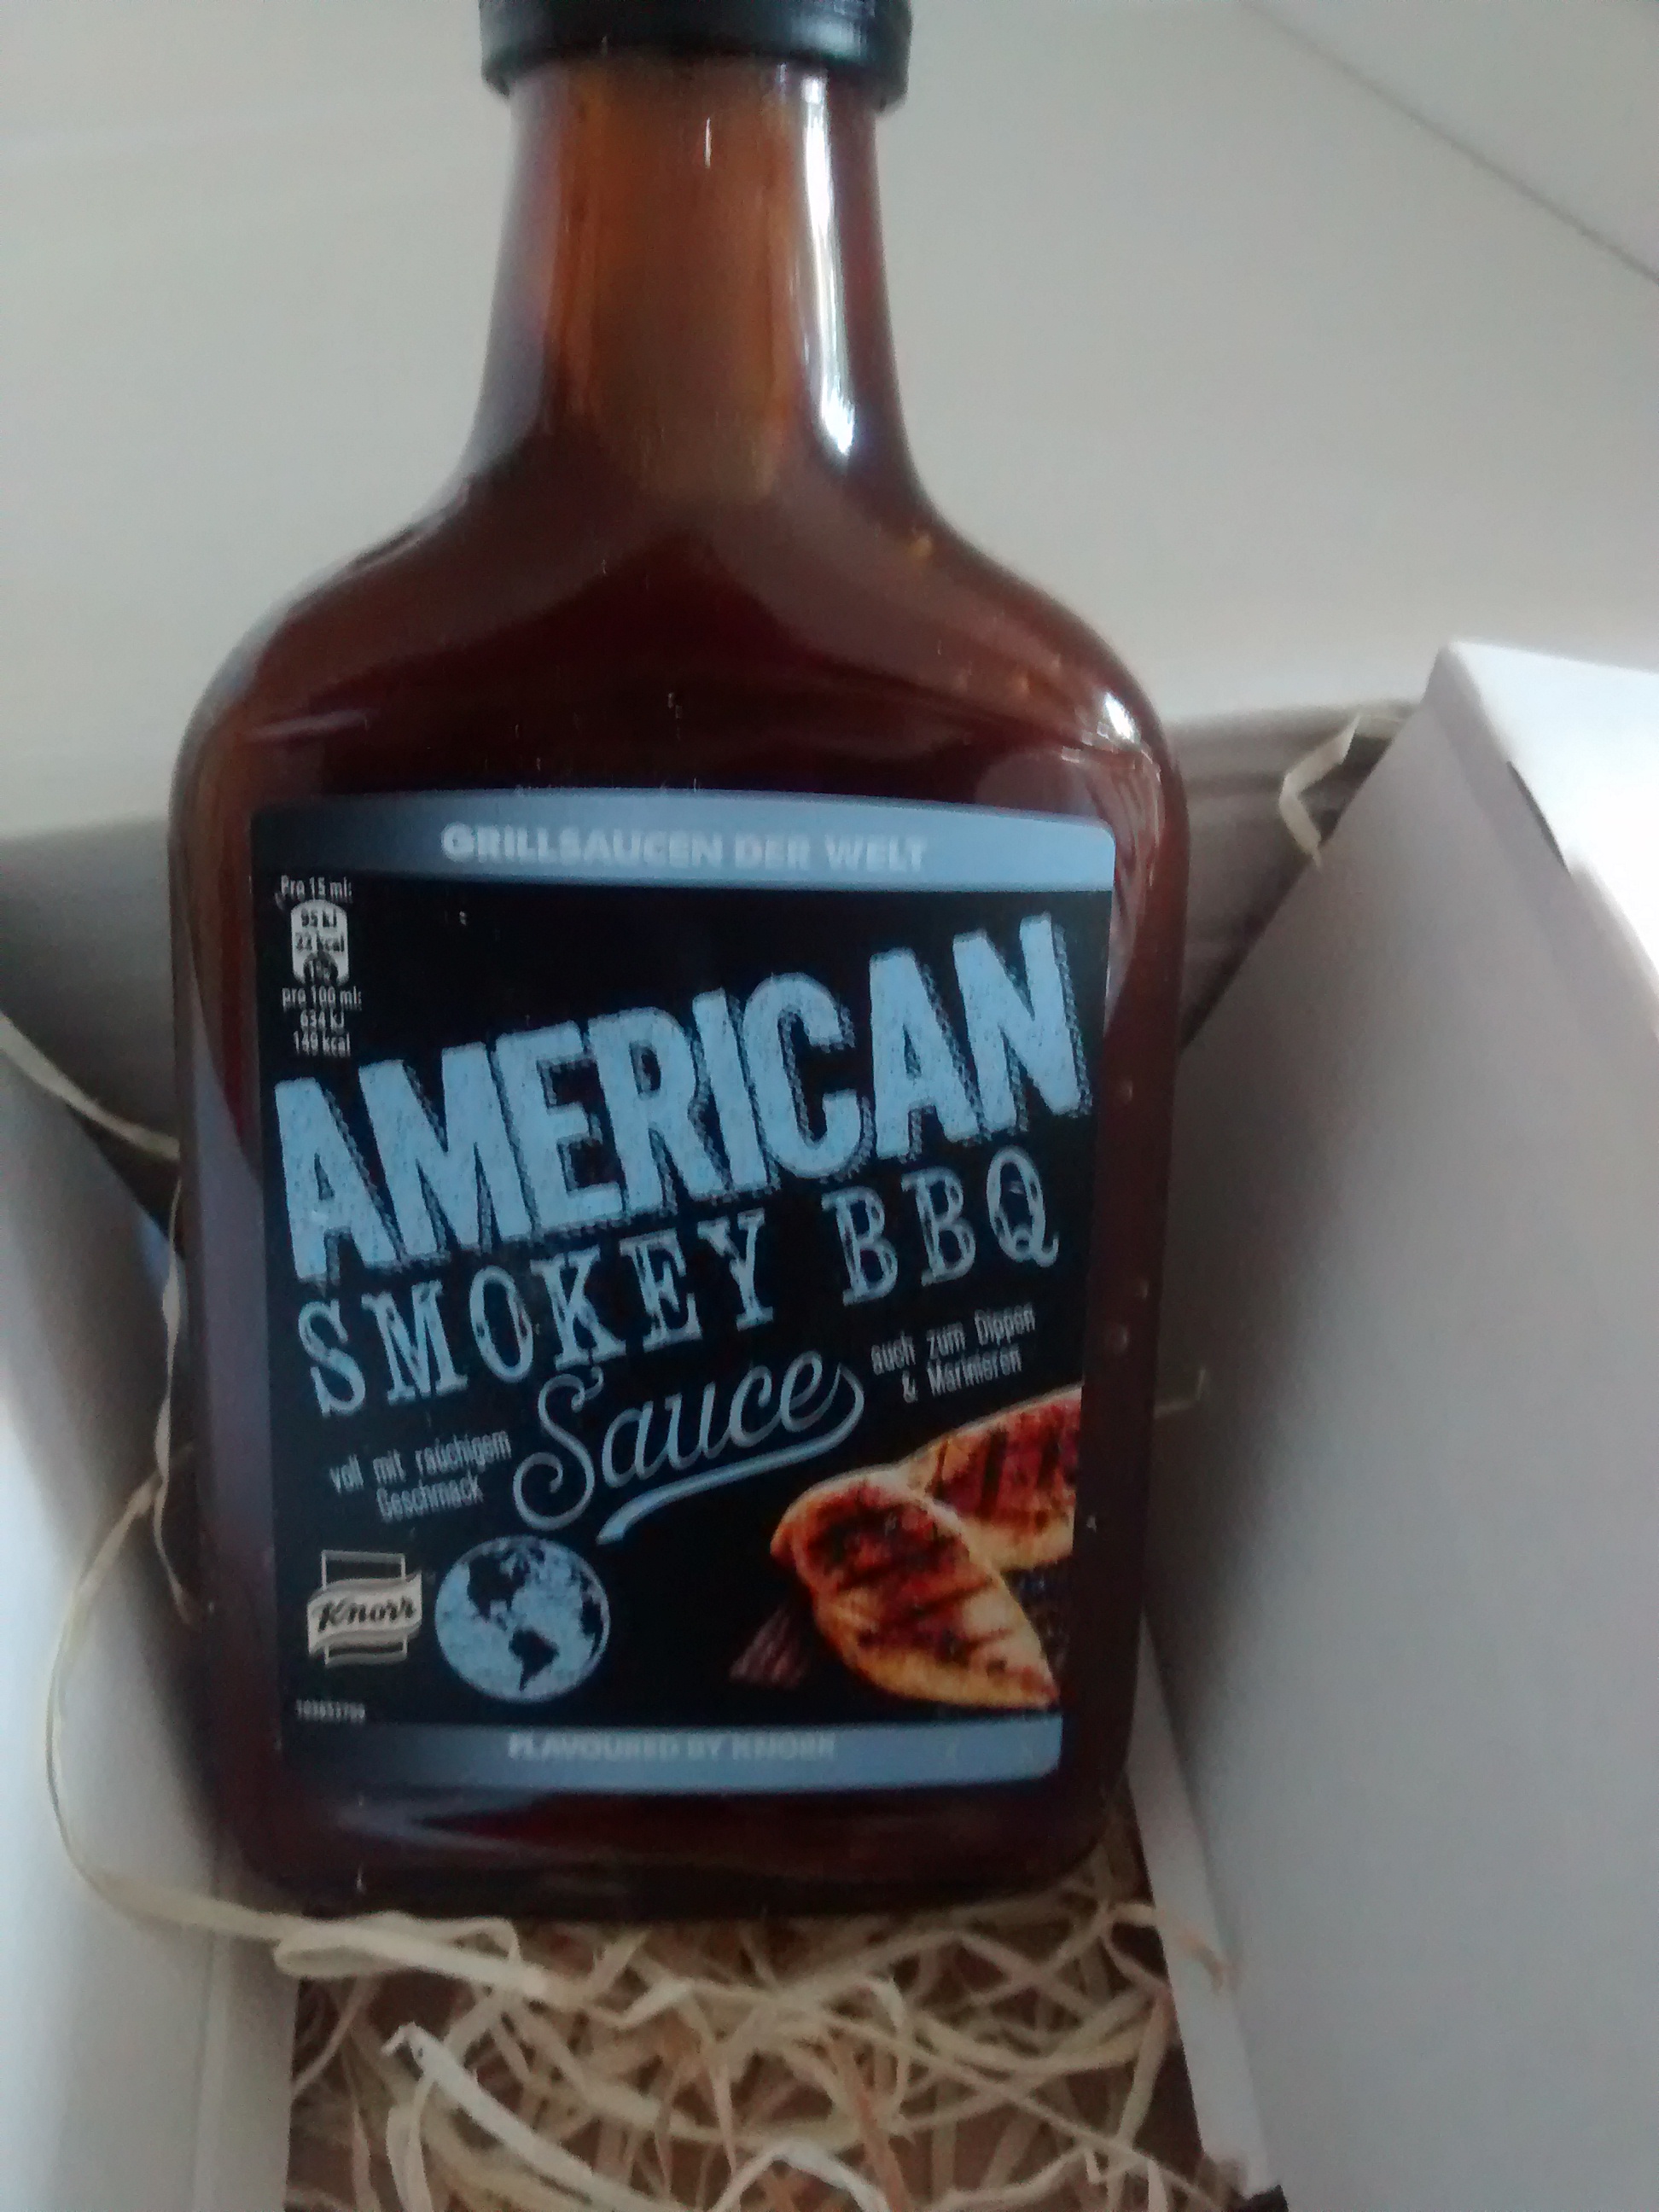 GRILLSAUCEN DER WELT
Pro 15 ml:
95 kJ
22 kcal
1%
pro 100 ml:
634 kJ
149 kcal
AMERICAN
SMOKEY BBQ
Sauce
auch zum Dippen
& Marinieren
voll mit rauchigem
Geschmack
Knorr
FLAVOURED BY KNORR